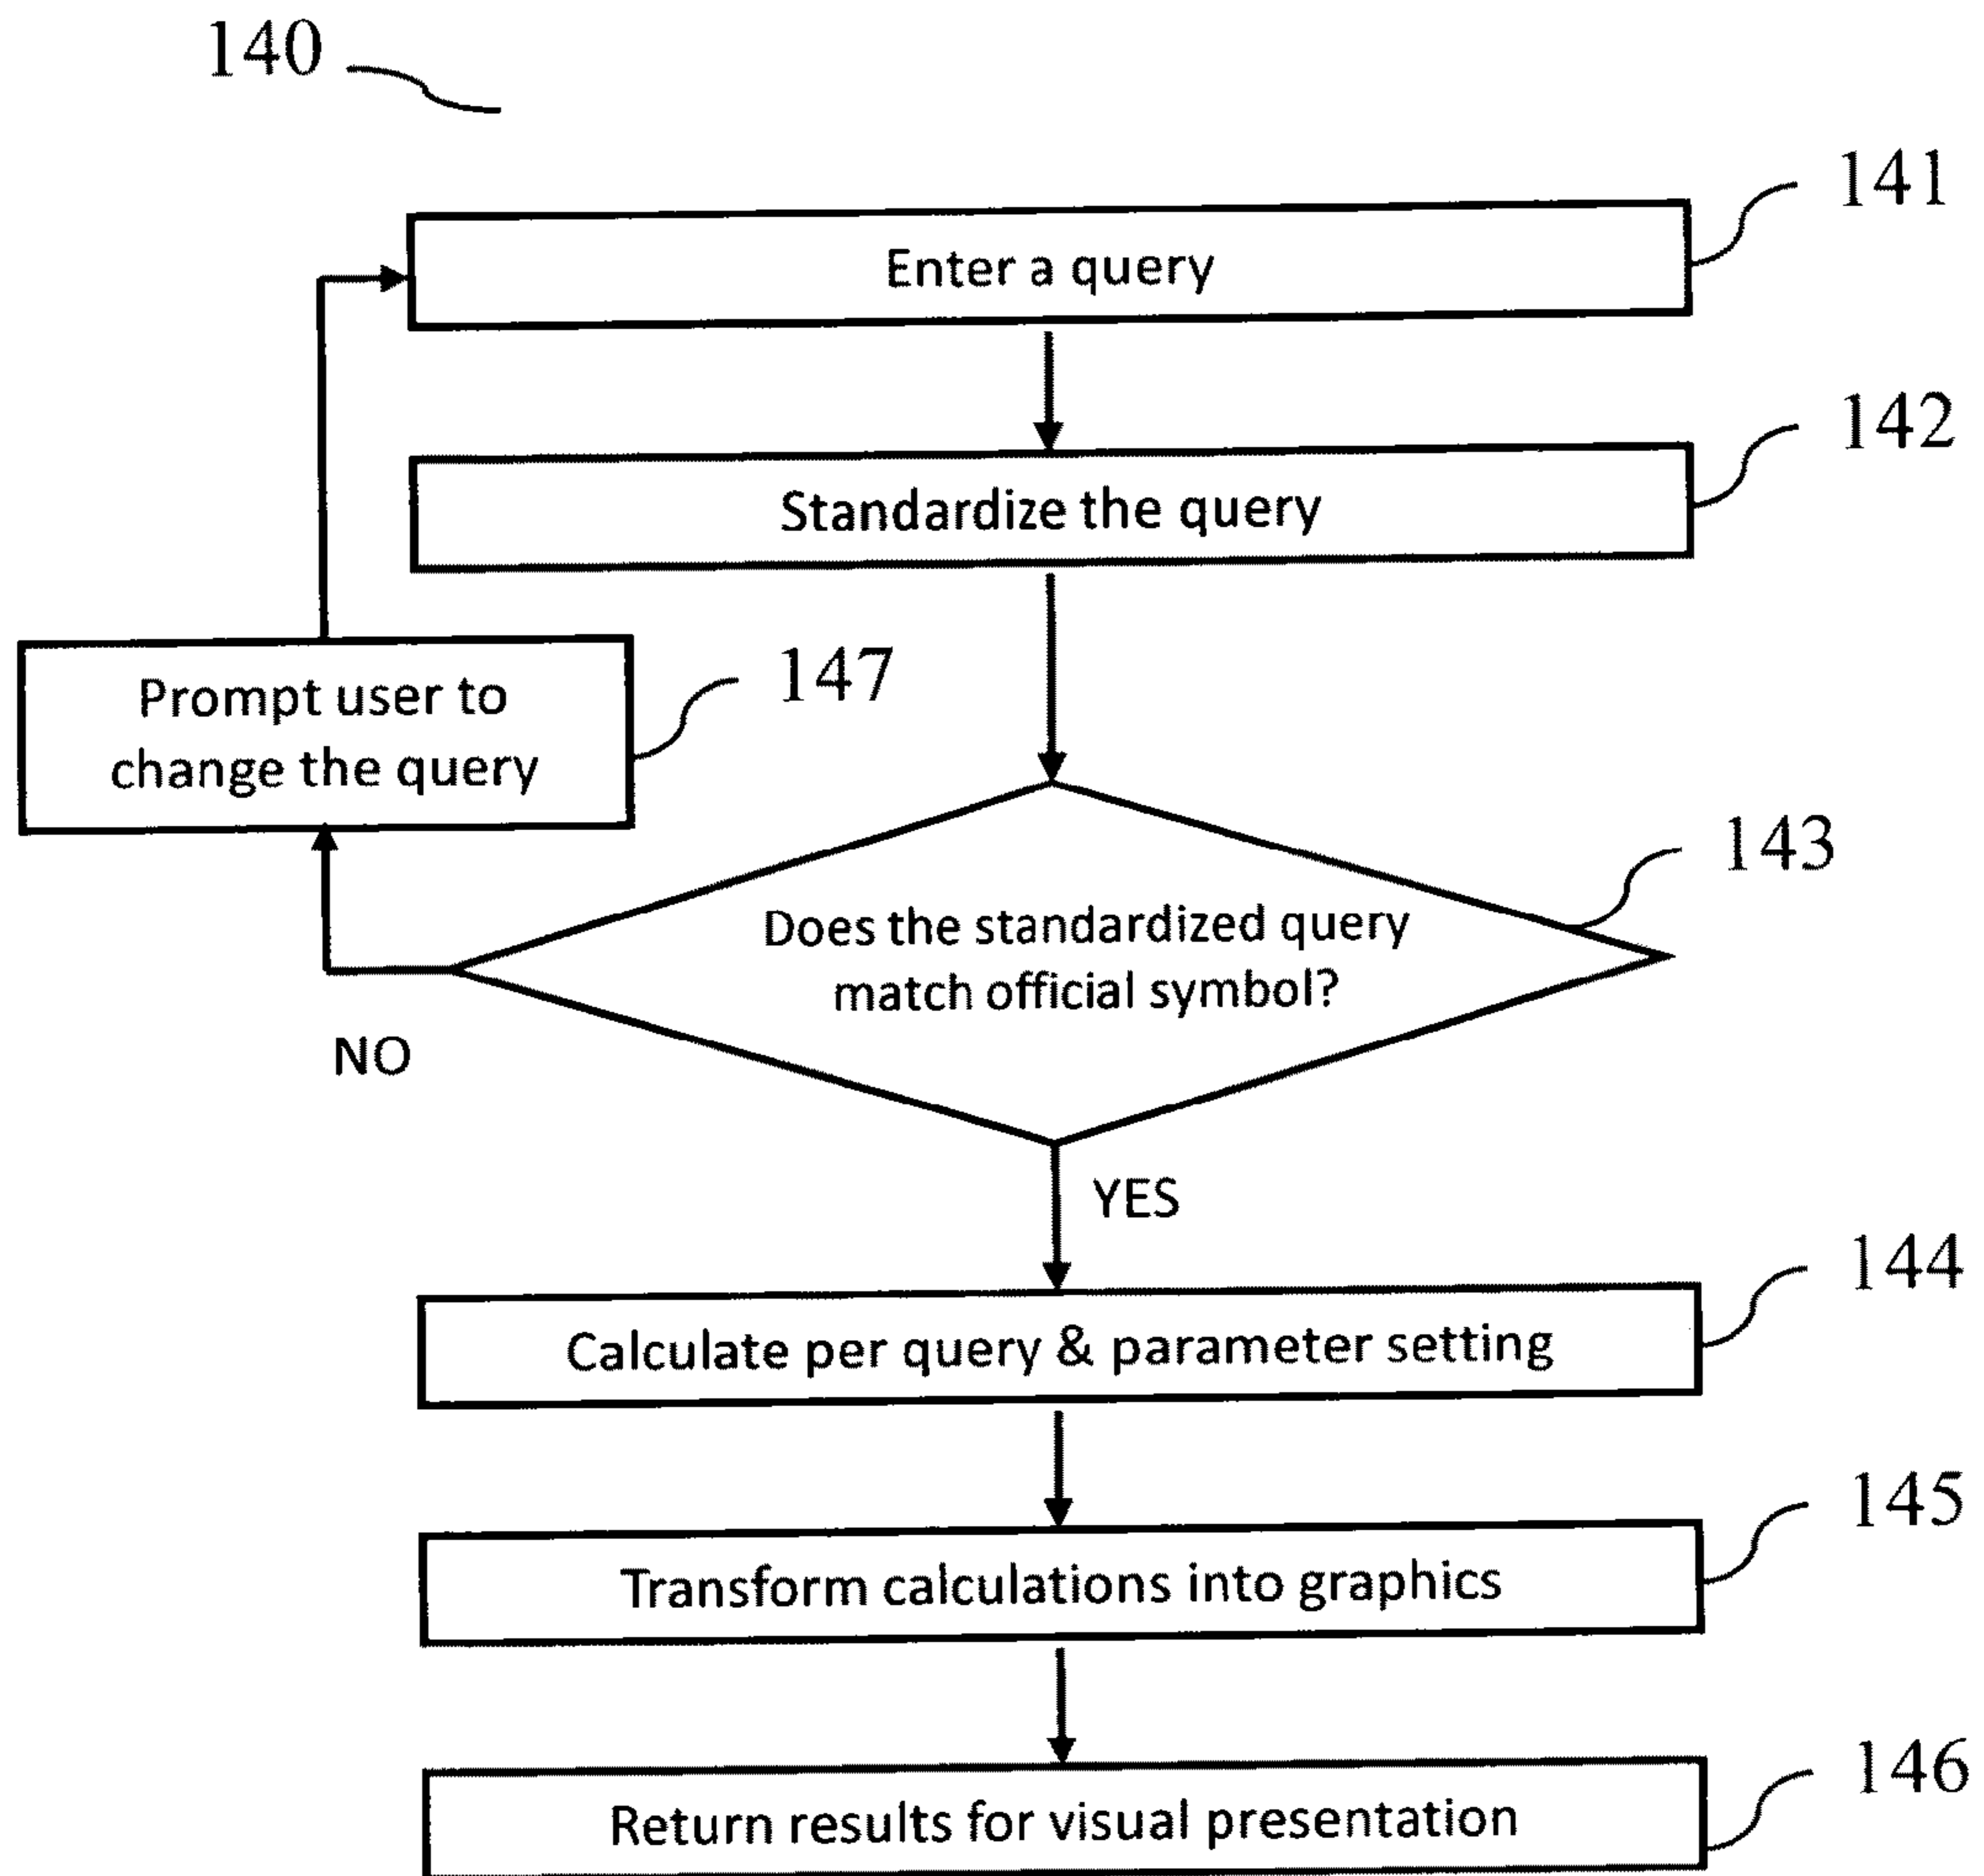 140
141
Enter a query
142
Standardize the query
Prompt user to
change the query
147
143
Does the standardized query
match official symbol?
NO
YES
144
Calculate per query & parameter setting
145
Transform calculations into graphics
146
Return results for visual presentation